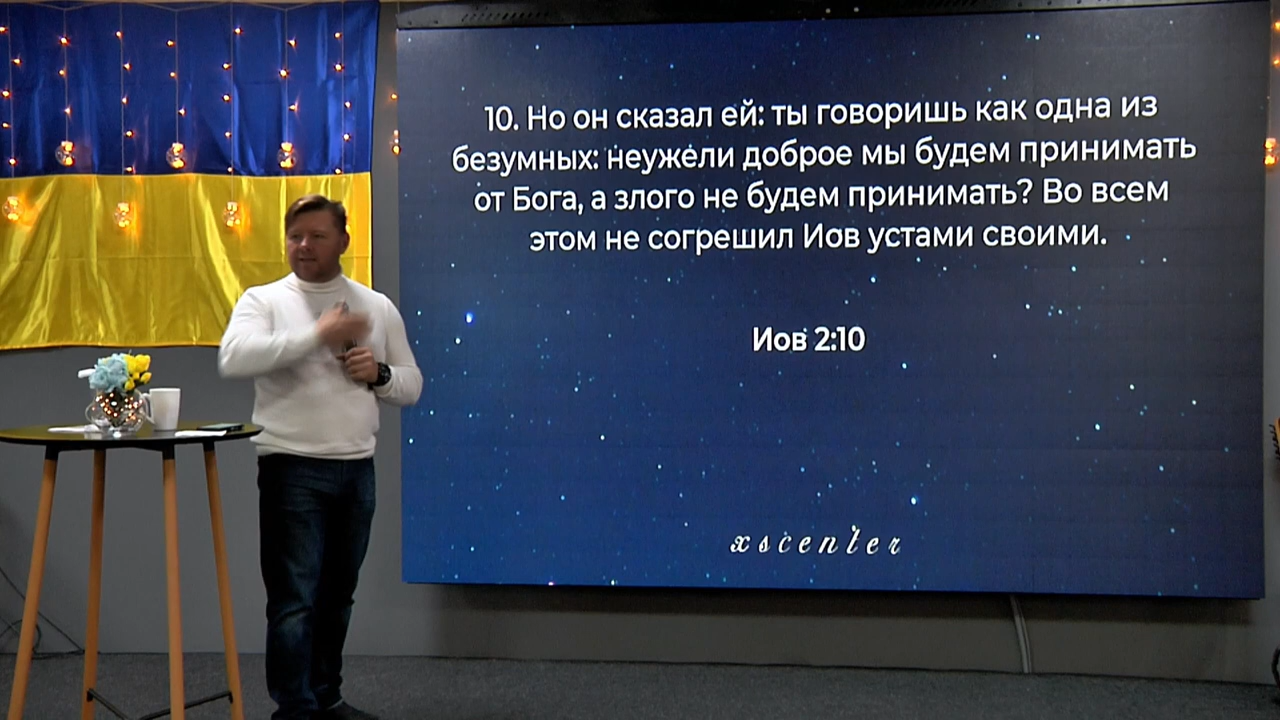 10. Но он сказал ей: ты говоришь как одна из
безумных: неужели доброе мы будем принимать
от Бога, а злого не будем принимать? Во всем
этом не согрешил Иов устами своими.
Иов 2:10
xscenter